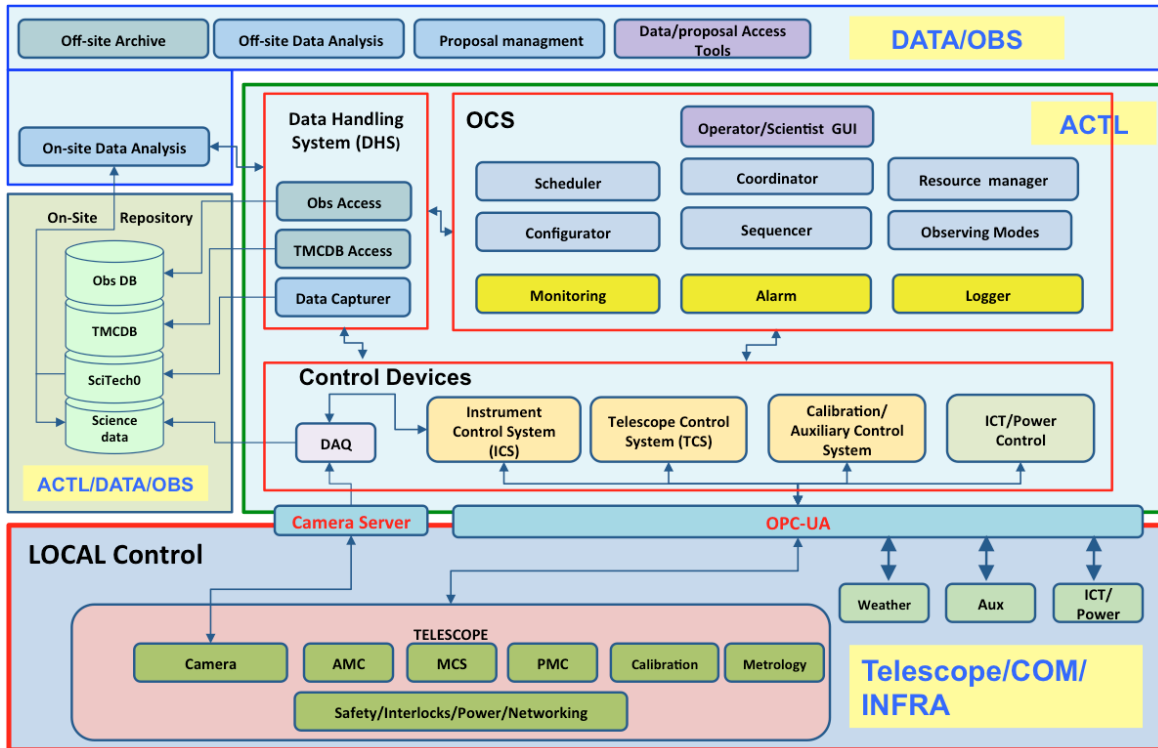 Off-site Archive
Off-site Data Analysis
Proposal managment
Data/proposal Access
Tools
DATA/OBS
On-site Data Analysis
Data Handling
System (DHS)
Obs Access
TMCDB Access
Data Capturer
OCS
Operator/Scientist GUI
ACTL
Scheduler
Coordinator
Resource manager
Configurator
Sequencer
Observing Modes
Monitoring
Alarm
Logger
On-Site Repository
Obs DB
TMCDB
SciTech0
Science
data
ACTL/DATA/OBS
Control Devices
DAQ
Instrument
Control System
(ICS)
Telescope Control
System (TCS)
Calibration/
Auxiliary Control
System
ICT/Power
Control
Camera Server
OPC-UA
LOCAL Control
Weather
Aux
ICT/
Power
TELESCOPE
Camera
AMC
MCS
PMC
Calibration
Metrology
Safety/Interlocks/Power/Networking
Telescope/COM/
INFRA